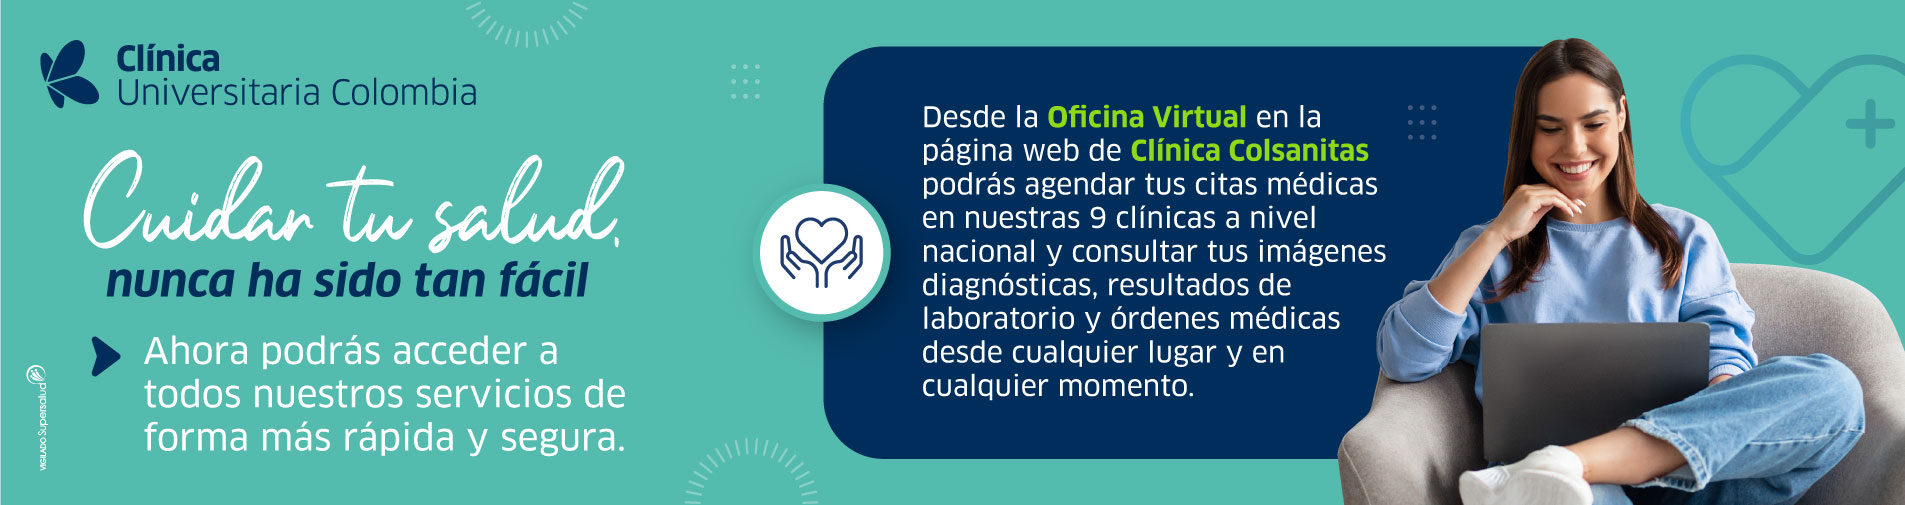 Clínica
Universitaria Colombia
Cuidar tu salud,
nunca ha sido tan fácil
Ahora podrás acceder a
todos nuestros servicios de
forma más rápida y segura.
VIGILADO Supersalud
Desde la Oficina Virtual en la
página web de Clínica Colsanitas
podrás agendar tus citas médicas
en nuestras 9 clínicas a nivel
nacional y consultar tus imágenes
diagnósticas, resultados de
laboratorio y órdenes médicas
desde cualquier lugar y en
cualquier momento.